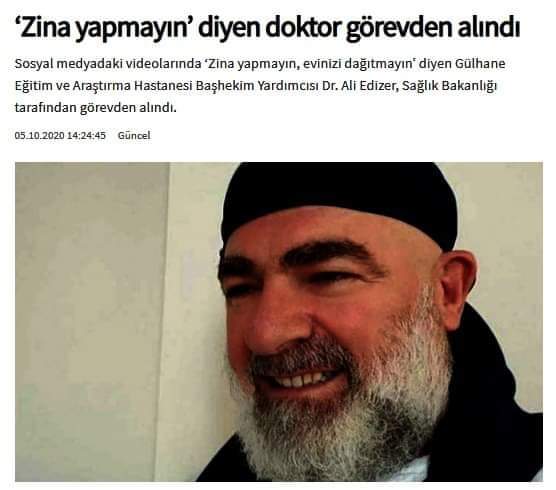 ‘Zina yapmayın’ diyen doktor görevden alındı
Sosyal medyadaki videolarında ‘Zina yapmayın, evinizi dağıtmayın’ diyen Gülhane
Eğitim ve Araştırma Hastanesi Başhekim Yardımcısı Dr. Ali Edizer, Sağlık Bakanlığı
tarafından görevden alındı.
05.10.2020 14:24:45 Güncel